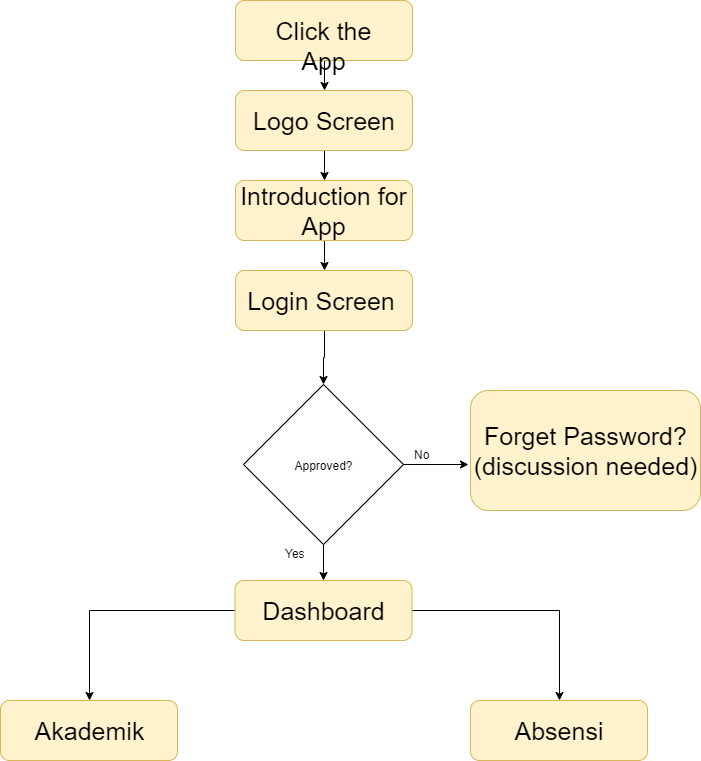 Click the
App
Logo Screen
Introduction for
App
Login Screen
Approved?
No
Forget Password?
(discussion needed)
Yes
Dashboard
Akademik
Absensi